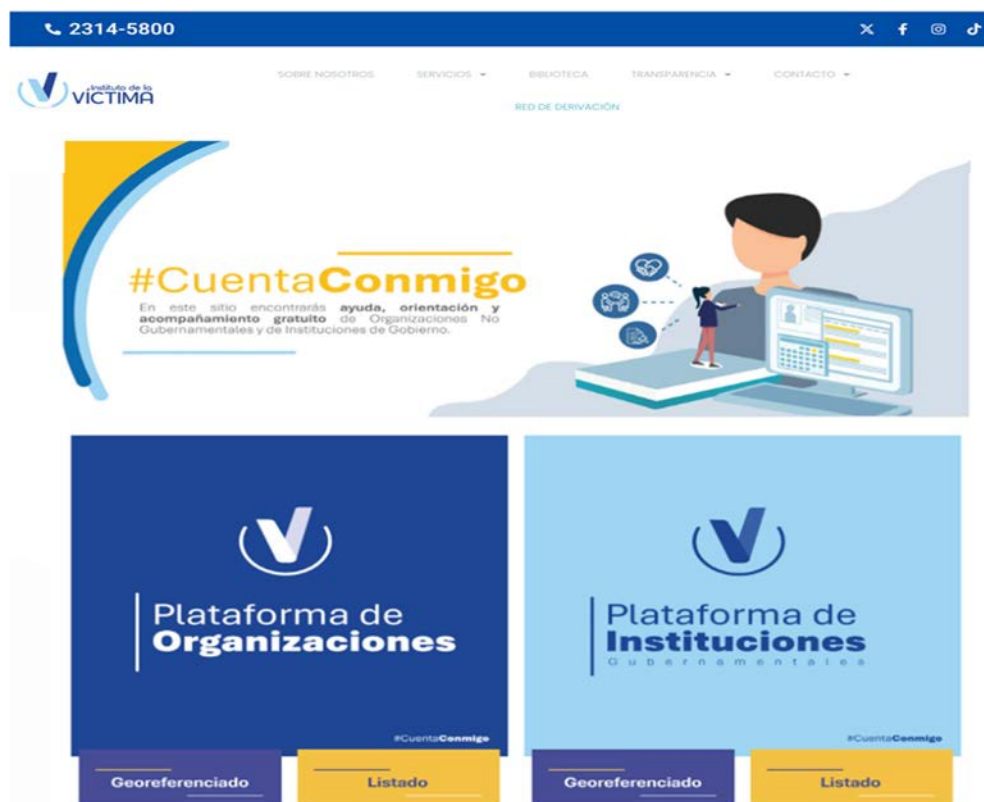 2314-5800
Instituto de la
VÍCTIMA
SOBRE NOSOTROS SERVICIOS BIBLIOTECA TRANSPARENCIA CONTACTO
RED DE DERIVACIÓN
#CuentaConmigo
En este sitio encontrarás ayuda, orientación y
acompañamiento gratuito de Organizaciones No
Gubernamentales y de Instituciones de Gobierno.
Plataforma de
Organizaciones
#CuentaConmigo
Georeferenciado
Listado
Plataforma de
Instituciones
Gubernamentales
#CuentaConmigo
Georeferenciado
Listado